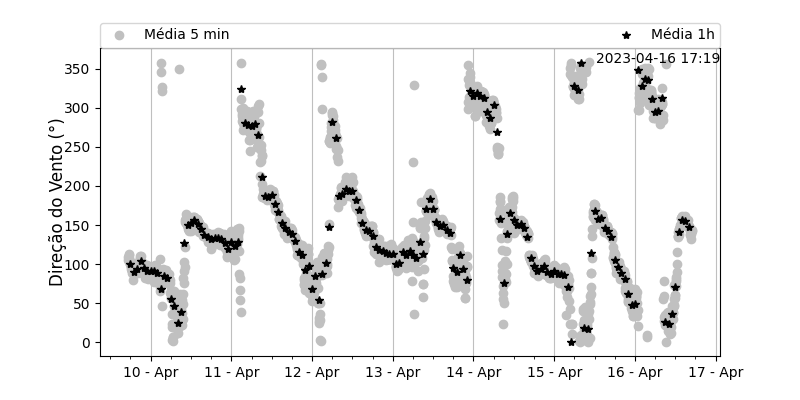 Média 5 min
Média 1h
2023-04-16 17:19
Direção do Vento (°)
350
300
250
200
150
100
50
0
10 - Apr
11 - Apr
12 - Apr
13 - Apr
14 - Apr
15 - Apr
16 - Apr
17 - Apr